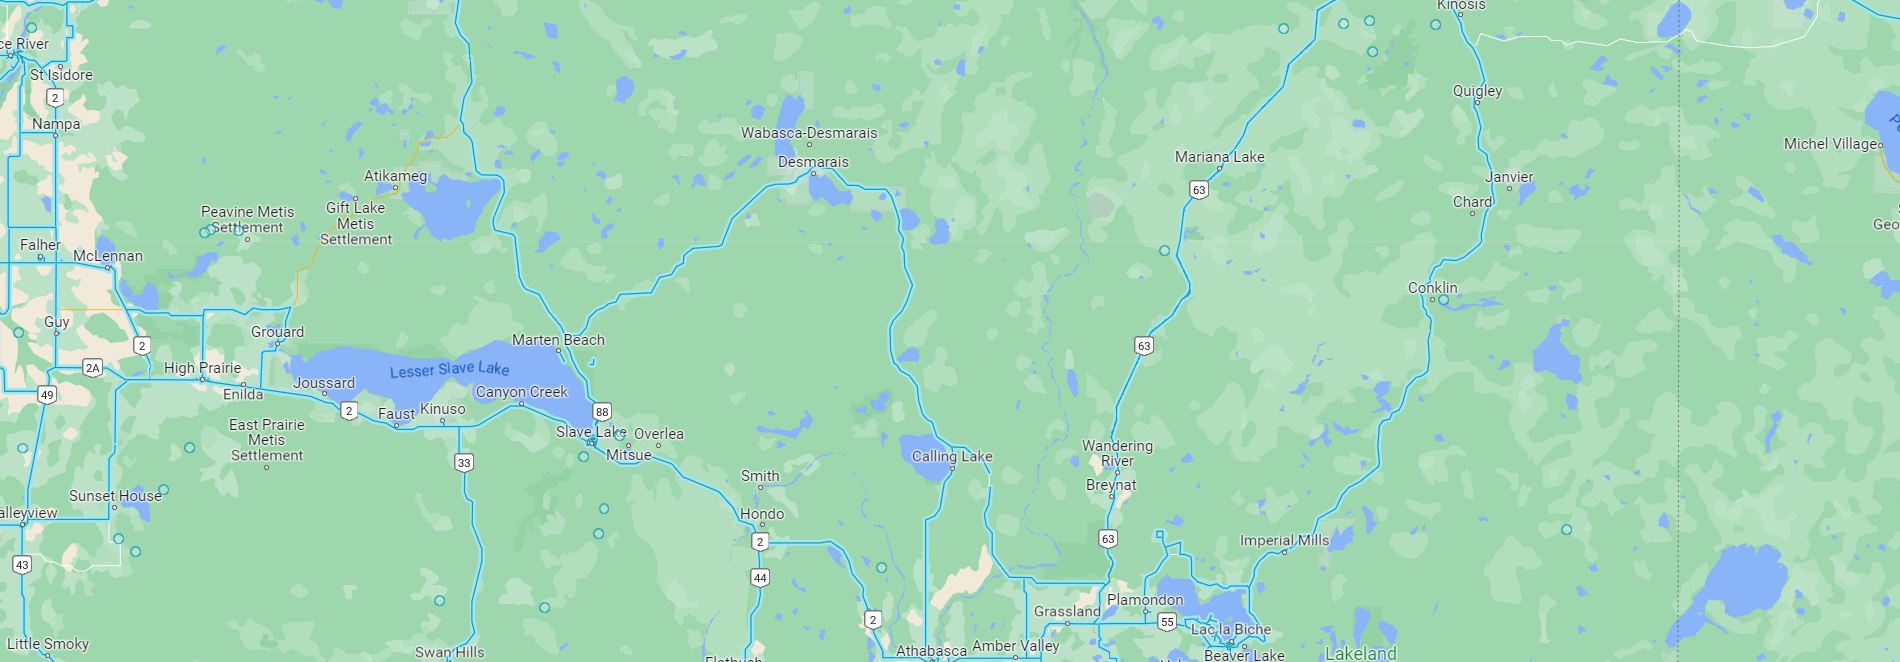 Kinosis
ce River
St Isidore
2
Nampa
Quigley
Wabasca-Desmarais
Desmarais
Mariana Lake
63
Michel Village
Atikameg
Janvier
Chard
Gift Lake
Metis
Settlement
Peavine Metis
Settlement
Geo
Falher
McLennan
Conklin
Guy
Grouard
2
Marten Beach
63
High Prairie
2A
Lesser Slave Lake
Enilda
Joussard
Canyon Creek
49
2
Faust
Kinuso
88
East Prairie
Metis
Settlement
Slave Lake
Overlea
Mitsue
33
Calling Lake
Wandering
River
Breynat
Smith
Sunset House
alleyview
Hondo
2
63
Imperial Mills
43
44
Plamondon
Grassland
2
55
Lac la Biche
Little Smoky
Swan Hills
Athabasca
Amber Valley
Beaver Lake
Lakeland
Flatbush